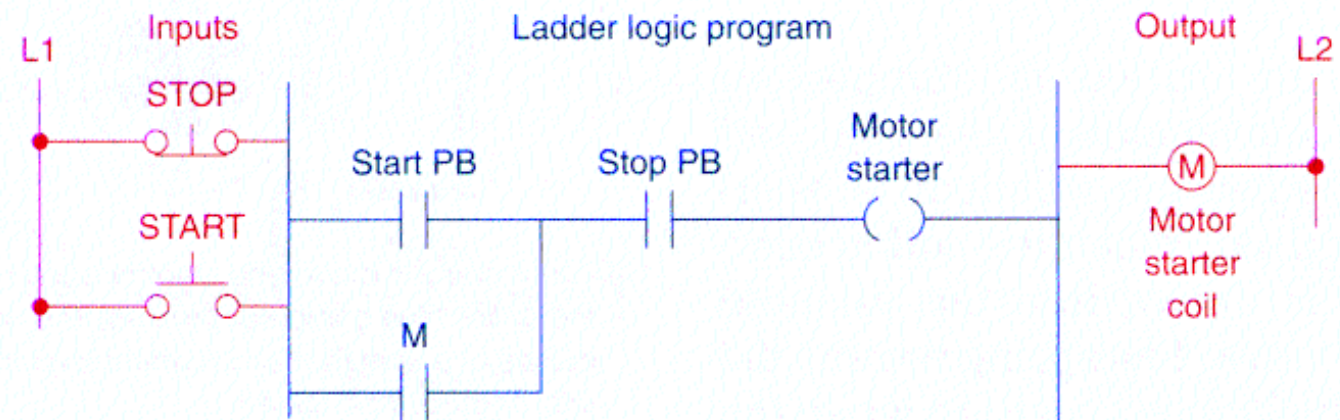 Inputs
Ladder logic program
Output
L1
L2
STOP
START
Start PB
Stop PB
Motor
starter
M
M
Motor
starter
coil